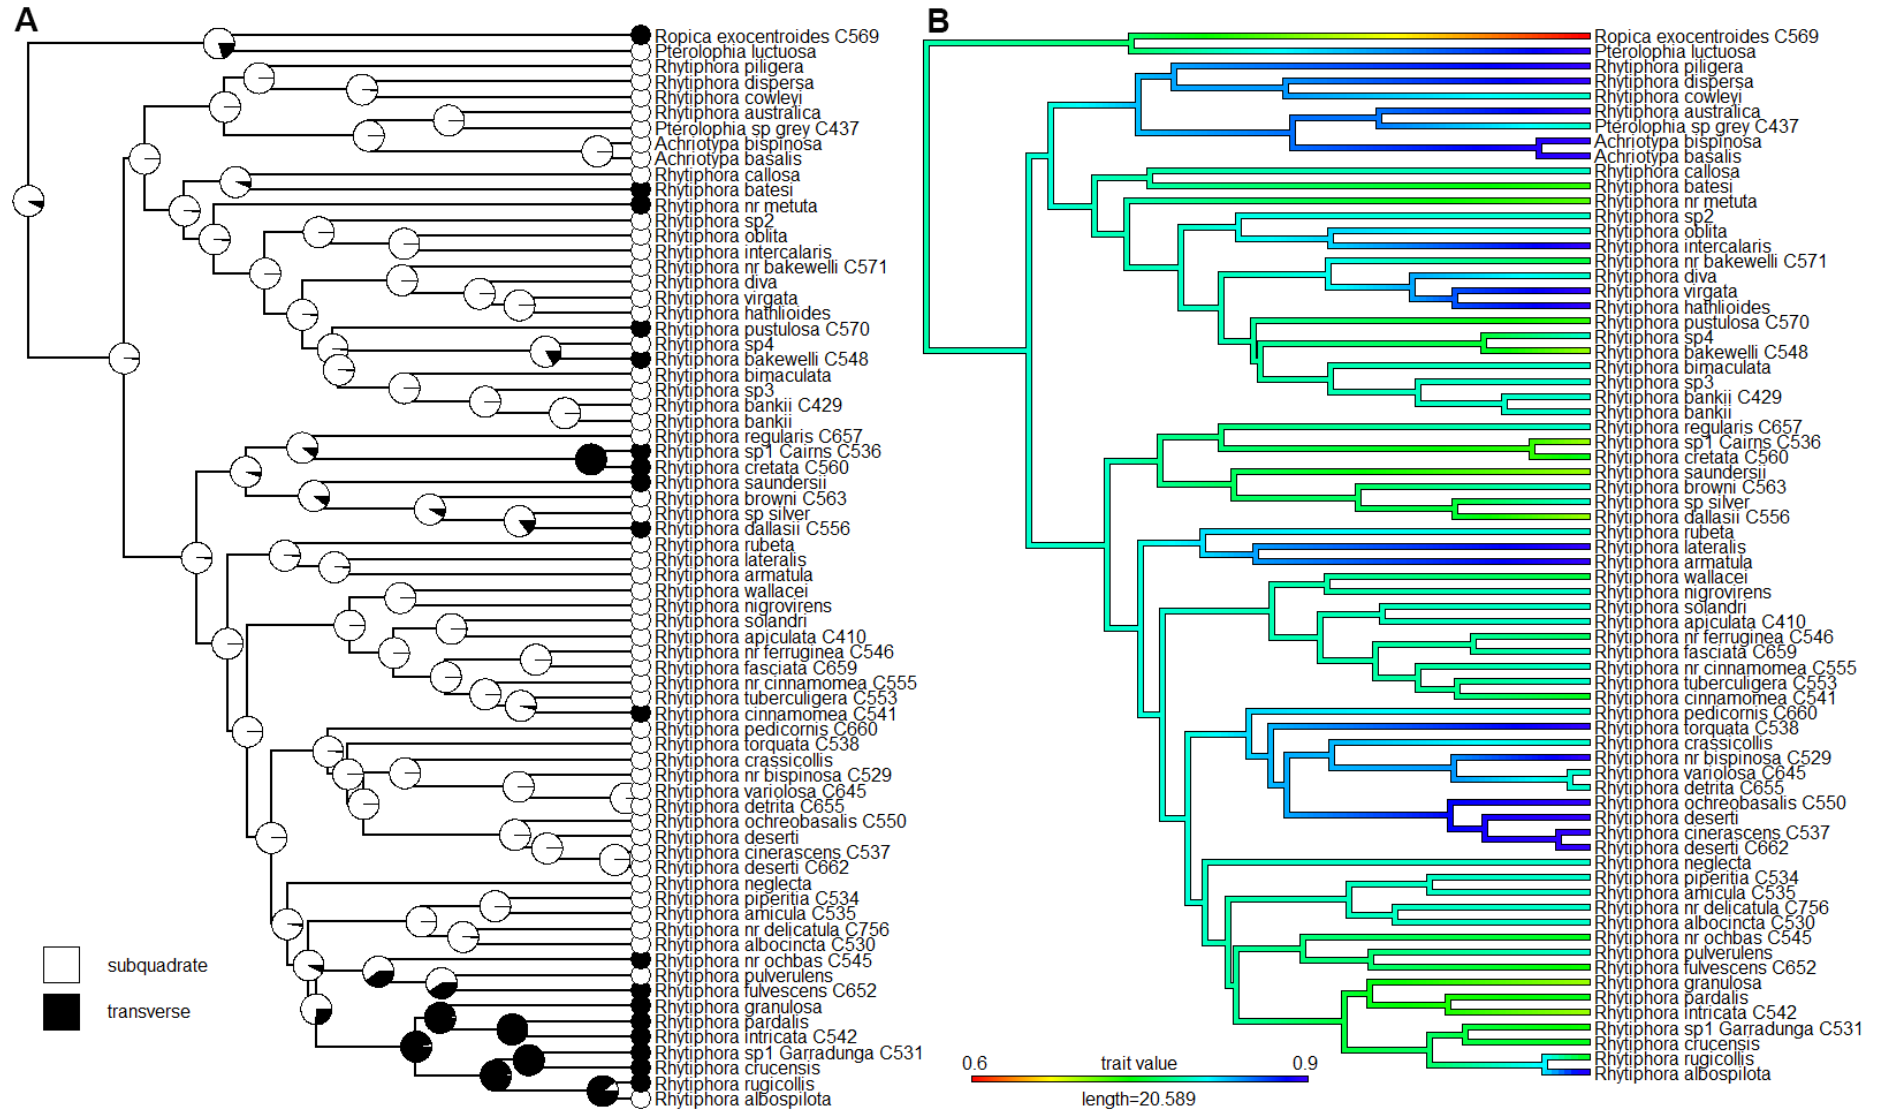 A
Ropica exocentroides C569
Pterolophia luctuosa
Rhytiphora piligera
Rhytiphora dispersa
Rhytiphora cowleyi
Rhytiphora australica
Pterolophia sp grey C437
Achriotypa bispinosa
Achriotypa basalis
Rhytiphora callosa
Rhytiphora batesi
Rhytiphora nr metuta
Rhytiphora sp2
Rhytiphora oblita
Rhytiphora intercalaris
Rhytiphora nr bakewelli C571
Rhytiphora diva
Rhytiphora virgata
Rhytiphora hathlioides
Rhytiphora pustulosa C570
Rhytiphora sp4
Rhytiphora bakewelli C548
Rhytiphora bimaculata
Rhytiphora sp3
Rhytiphora bankii C429
Rhytiphora bankii
Rhytiphora regularis C657
Rhytiphora sp1 Cairns C536
Rhytiphora cretata C560
Rhytiphora saundersii
Rhytiphora browni C563
Rhytiphora sp silver
Rhytiphora dallasii C556
Rhytiphora rubeta
Rhytiphora lateralis
Rhytiphora armatula
Rhytiphora wallacei
Rhytiphora nigrovirens
Rhytiphora solandri
Rhytiphora apiculata C410
Rhytiphora nr ferruginea C546
Rhytiphora fasciata C659
Rhytiphora nr cinnamomea C555
Rhytiphora tuberculigera C553
Rhytiphora cinnamomea C541
Rhytiphora pedicornis C660
Rhytiphora torquata C538
Rhytiphora crassicollis
Rhytiphora nr bispinosa C529
Rhytiphora variolosa C645
Rhytiphora detrita C655
Rhytiphora ochreobasalis C550
Rhytiphora deserti
Rhytiphora cinerascens C537
Rhytiphora deserti C662
Rhytiphora neglecta
Rhytiphora piperitia C534
Rhytiphora amicula C535
Rhytiphora nr delicatula C756
Rhytiphora albocincta C530
Rhytiphora nr ochbas C545
Rhytiphora pulverulens
Rhytiphora fulvescens C652
Rhytiphora granulosa
Rhytiphora pardalis
Rhytiphora intricata C542
Rhytiphora sp1 Garradunga C531
Rhytiphora crucensis
Rhytiphora rugicollis
Rhytiphora albospilota
subquadrate
transverse
B
Ropica exocentroides C569
Pterolophia luctuosa
Rhytiphora piligera
Rhytiphora dispersa
Rhytiphora cowleyi
Rhytiphora australica
Pterolophia sp grey C437
Achriotypa bispinosa
Achriotypa basalis
Rhytiphora callosa
Rhytiphora batesi
Rhytiphora nr metuta
Rhytiphora sp2
Rhytiphora oblita
Rhytiphora intercalaris
Rhytiphora nr bakewelli C571
Rhytiphora diva
Rhytiphora virgata
Rhytiphora hathlioides
Rhytiphora pustulosa C570
Rhytiphora sp4
Rhytiphora bakewelli C548
Rhytiphora bimaculata
Rhytiphora sp3
Rhytiphora bankii C429
Rhytiphora bankii
Rhytiphora regularis C657
Rhytiphora sp1 Cairns C536
Rhytiphora cretata C560
Rhytiphora saundersii
Rhytiphora browni C563
Rhytiphora sp silver
Rhytiphora dallasii C556
Rhytiphora rubeta
Rhytiphora lateralis
Rhytiphora armatula
Rhytiphora wallacei
Rhytiphora nigrovirens
Rhytiphora solandri
Rhytiphora apiculata C410
Rhytiphora nr ferruginea C546
Rhytiphora fasciata C659
Rhytiphora nr cinnamomea C555
Rhytiphora tuberculigera C553
Rhytiphora cinnamomea C541
Rhytiphora pedicornis C660
Rhytiphora torquata C538
Rhytiphora crassicollis
Rhytiphora nr bispinosa C529
Rhytiphora variolosa C645
Rhytiphora detrita C655
Rhytiphora ochreobasalis C550
Rhytiphora deserti
Rhytiphora cinerascens C537
Rhytiphora deserti C662
Rhytiphora neglecta
Rhytiphora piperitia C534
Rhytiphora amicula C535
Rhytiphora nr delicatula C756
Rhytiphora albocincta C530
Rhytiphora nr ochbas C545
Rhytiphora pulverulens
Rhytiphora fulvescens C652
Rhytiphora granulosa
Rhytiphora pardalis
Rhytiphora intricata C542
Rhytiphora sp1 Garradunga C531
Rhytiphora crucensis
Rhytiphora rugicollis
Rhytiphora albospilota
0.6 trait value 0.9
length=20.589